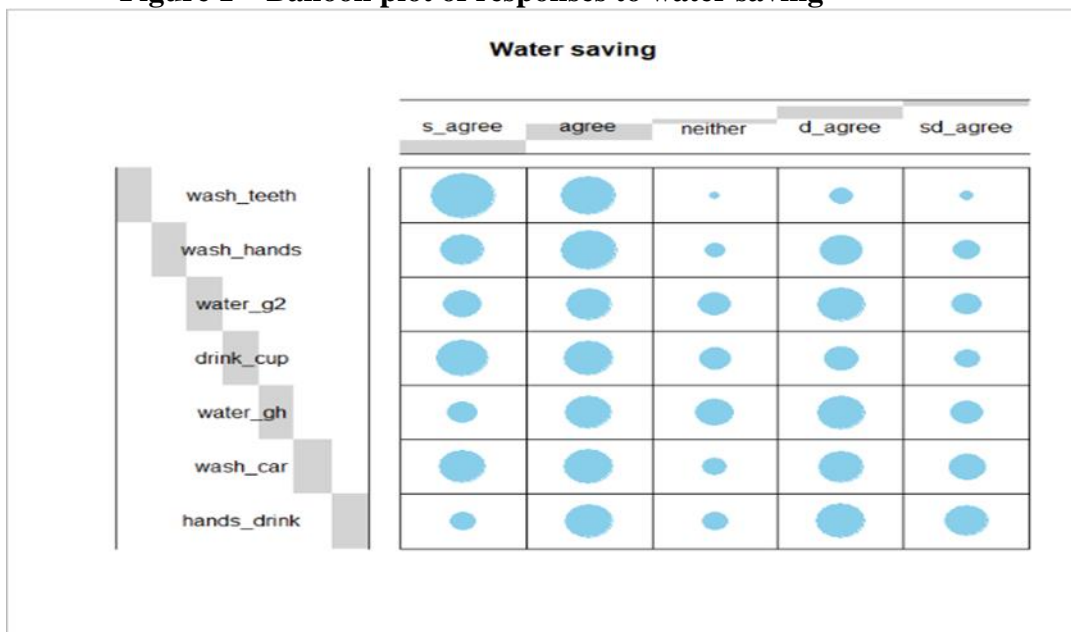 Figure 1 – Balloon plot of responses to water saving
Water saving
s_agree agree neither d_agree sd_agree
wash_teeth
wash_hands
water_g2
drink_cup
water_gh
wash_car
hands_drink